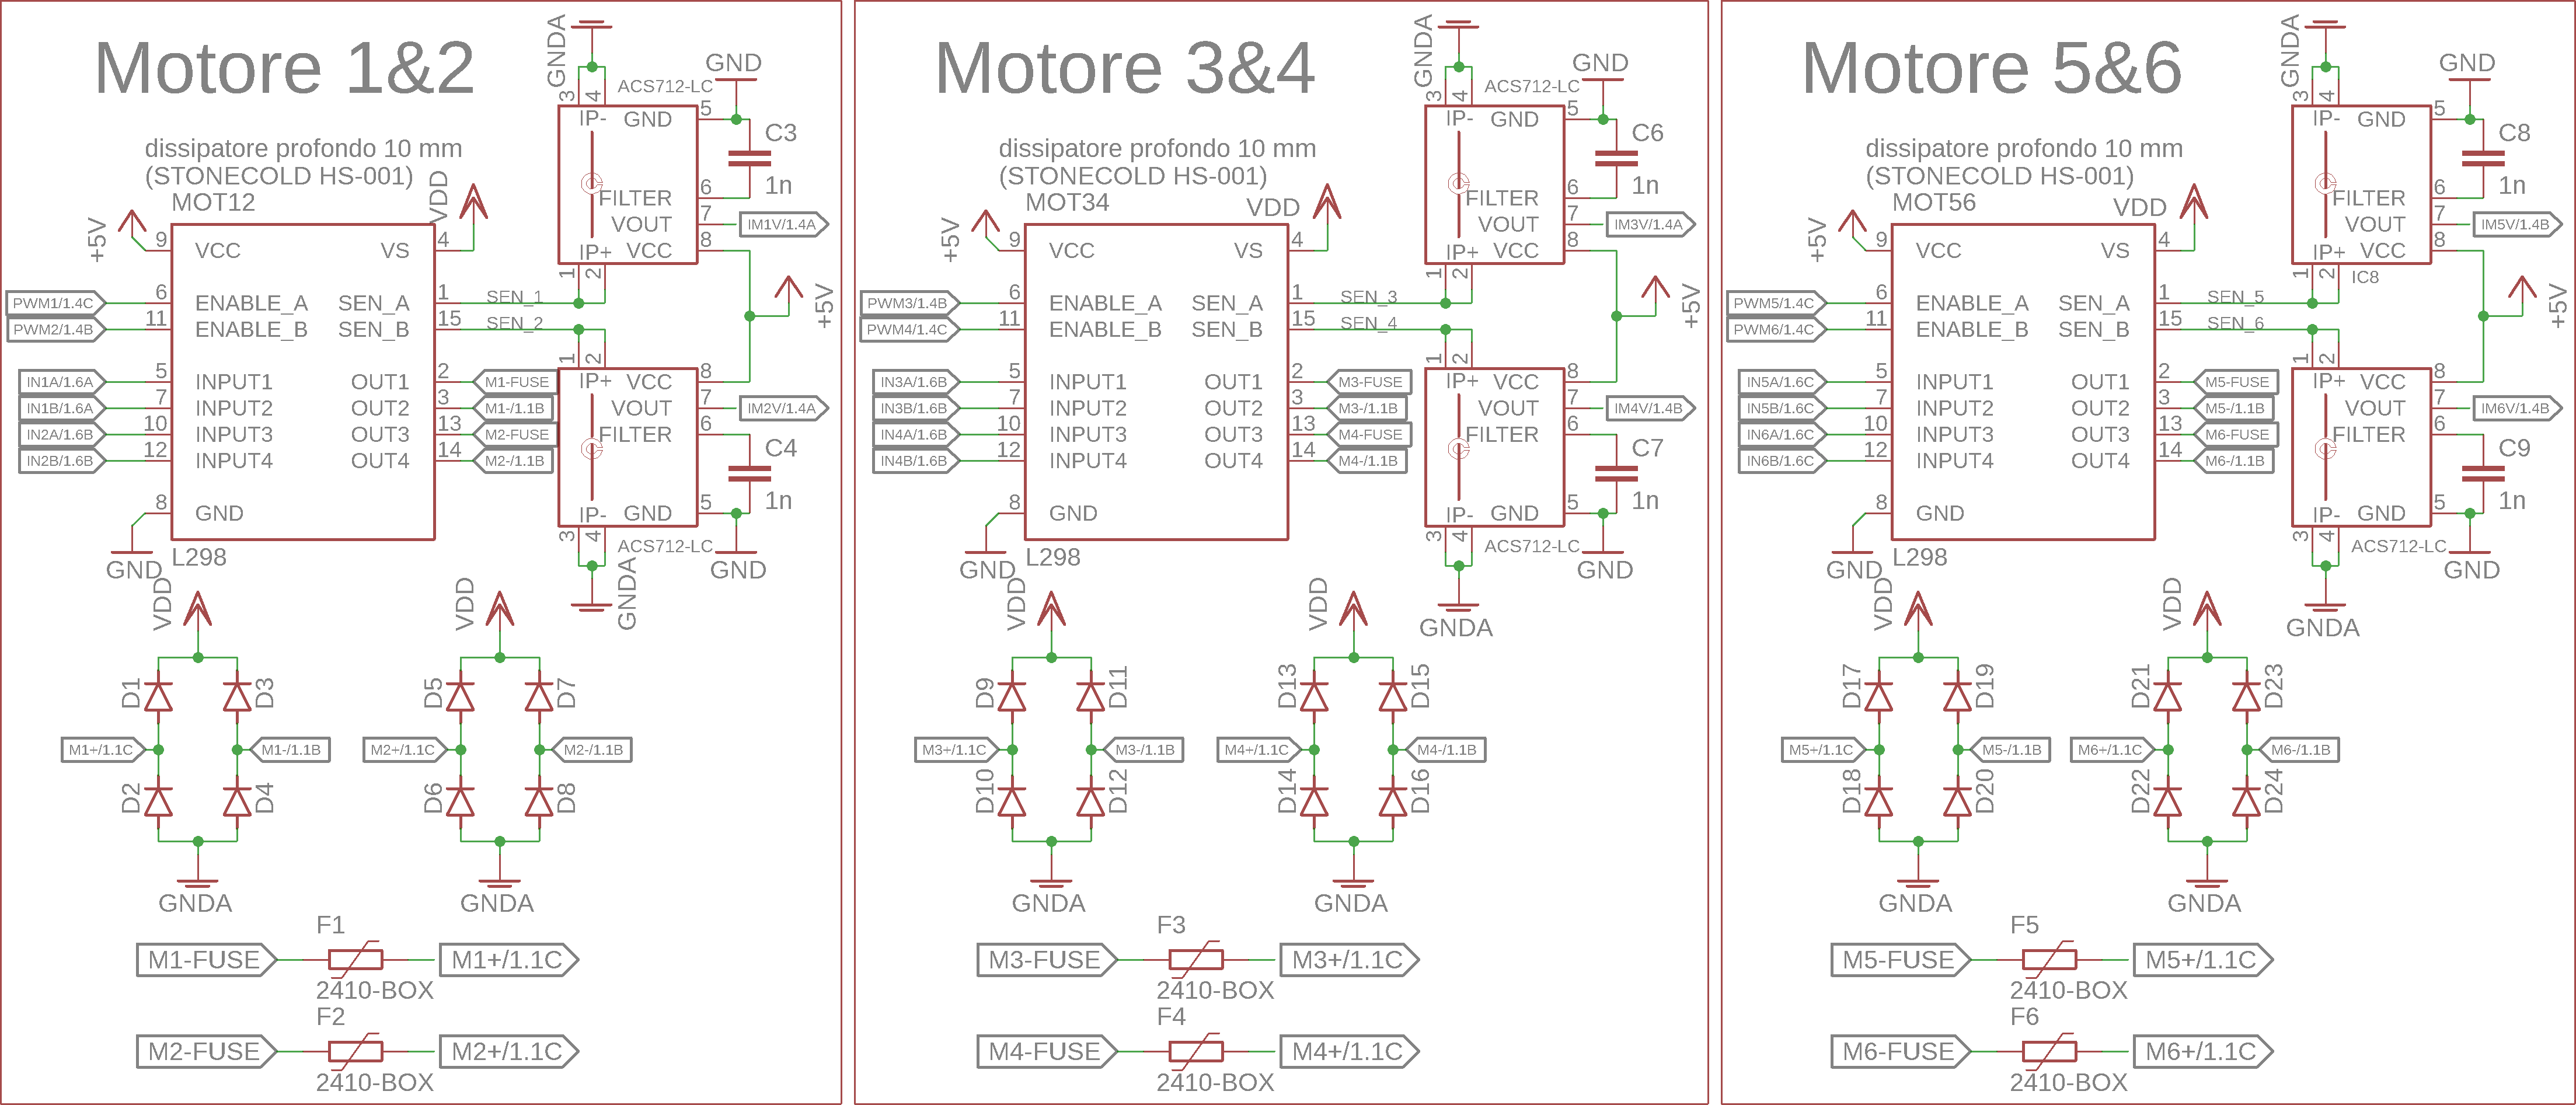 Motore 1&2
dissipatore profondo 10 mm
(STONECOLD HS-001)
MOT12
VDD
+5V
9 VCC VS 4
PWM1/1.4C 6 ENABLE_A SEN_A 1 SEN_1
PWM2/1.4B 11 ENABLE_B SEN_B 15 SEN_2
IN1A/1.6A 5 INPUT1 OUT1 2 M1-FUSE
IN1B/1.6A 7 INPUT2 OUT2 3 M1-/1.1B
IN2A/1.6B 10 INPUT3 OUT3 13 M2-FUSE
IN2B/1.6B 12 INPUT4 OUT4 14 M2-/1.1B
8 GND
GND
L298
GNDA
GND
ACS712-LC
3 4
IP- GND 5
C3
1n
FILTER 6
VOUT 7 IM1V/1.4A
IP+ VCC 8
1 2
+5V
1 2
IP+ VCC 8
VOUT 7 IM2V/1.4A
FILTER 6
C4
1n
IP- GND 5
3 4
ACS712-LC
GND
GNDA
VDD VDD
D1 D3 D5 D7
M1+/1.1C M1-/1.1B M2+/1.1C M2-/1.1B
D2 D4 D6 D8
GNDA GNDA
F1
M1-FUSE M1+/1.1C
2410-BOX
F2
M2-FUSE M2+/1.1C
2410-BOX
Motore 3&4
dissipatore profondo 10 mm
(STONECOLD HS-001)
MOT34
VDD
+5V
9 VCC VS 4
PWM3/1.4B 6 ENABLE_A SEN_A 1 SEN_3
PWM4/1.4C 11 ENABLE_B SEN_B 15 SEN_4
IN3A/1.6B 5 INPUT1 OUT1 2 M3-FUSE
IN3B/1.6B 7 INPUT2 OUT2 3 M3-/1.1B
IN4A/1.6B 10 INPUT3 OUT3 13 M4-FUSE
IN4B/1.6B 12 INPUT4 OUT4 14 M4-/1.1B
8 GND
GND
L298
GNDA
GND
ACS712-LC
3 4
IP- GND 5
C6
1n
FILTER 6
VOUT 7 IM3V/1.4A
IP+ VCC 8
1 2
+5V
1 2
IP+ VCC 8
VOUT 7 IM4V/1.4B
FILTER 6
C7
1n
IP- GND 5
3 4
ACS712-LC
GND
GNDA
VDD VDD
D9 D11 D13 D15
M3+/1.1C M3-/1.1B M4+/1.1C M4-/1.1B
D10 D12 D14 D16
GNDA GNDA
F3
M3-FUSE M3+/1.1C
2410-BOX
F4
M4-FUSE M4+/1.1C
2410-BOX
Motore 5&6
dissipatore profondo 10 mm
(STONECOLD HS-001)
MOT56
VDD
+5V
9 VCC VS 4
PWM5/1.4C 6 ENABLE_A SEN_A 1 SEN_5
PWM6/1.4C 11 ENABLE_B SEN_B 15 SEN_6
IN5A/1.6C 5 INPUT1 OUT1 2 M5-FUSE
IN5B/1.6C 7 INPUT2 OUT2 3 M5-/1.1B
IN6A/1.6C 10 INPUT3 OUT3 13 M6-FUSE
IN6B/1.6C 12 INPUT4 OUT4 14 M6-/1.1B
8 GND
GND
L298
GNDA
GND
3 4
IP- GND 5
C8
1n
FILTER 6
VOUT 7 IM5V/1.4B
IP+ VCC 8
1 2 IC8
+5V
1 2
IP+ VCC 8
VOUT 7 IM6V/1.4B
FILTER 6
C9
1n
IP- GND 5
3 4
ACS712-LC
GND
GNDA
VDD VDD
D17 D19 D21 D23
M5+/1.1C M5-/1.1B M6+/1.1C M6-/1.1B
D18 D20 D22 D24
GNDA GNDA
F5
M5-FUSE M5+/1.1C
2410-BOX
F6
M6-FUSE M6+/1.1C
2410-BOX